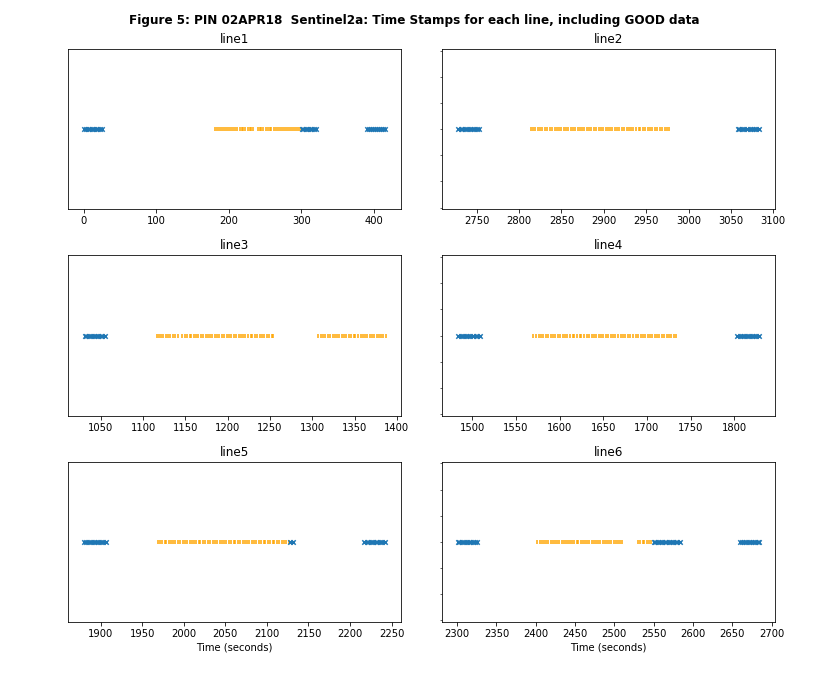 Figure 5: PIN 02APR18  Sentinel2a: Time Stamps for each line, including GOOD data
line1
line2
0 100 200 300 400
2750 2800 2850 2900 2950 3000 3050 3100
line3
line4
1050 1100 1150 1200 1250 1300 1350 1400
1500 1550 1600 1650 1700 1750 1800
line5
line6
1900 1950 2000 2050 2100 2150 2200 2250
2300 2350 2400 2450 2500 2550 2600 2650 2700
Time (seconds)
Time (seconds)